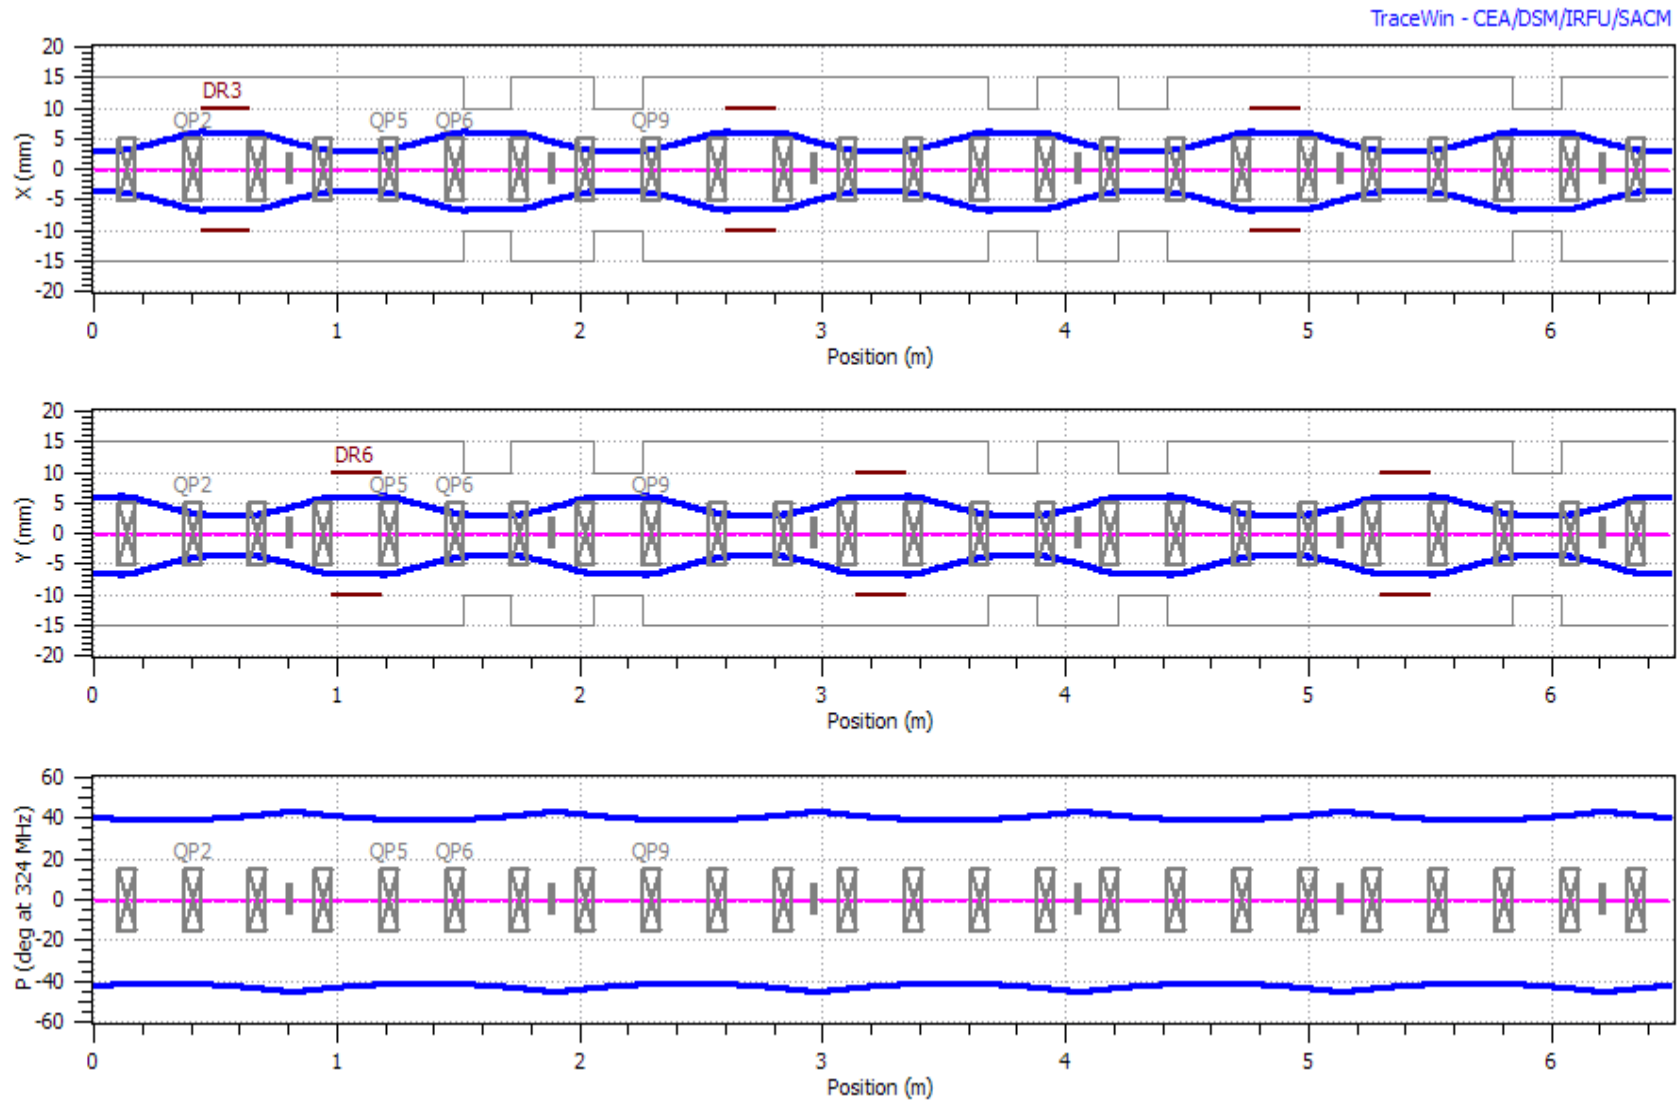 TraceWin - CEA/DSM/IRFU/SACM
20
15
10
5
0
-5
-10
-15
-20
X (mm)
DR3
QP2 QP5 QP6 QP9
0 1 2 3 4 5 6
Position (m)
20
15
10
5
0
-5
-10
-15
-20
Y (mm)
DR6
QP2 QP5 QP6 QP9
0 1 2 3 4 5 6
Position (m)
60
40
20
0
-20
-40
-60
P (deg at 324 MHz)
QP2 QP5 QP6 QP9
0 1 2 3 4 5 6
Position (m)